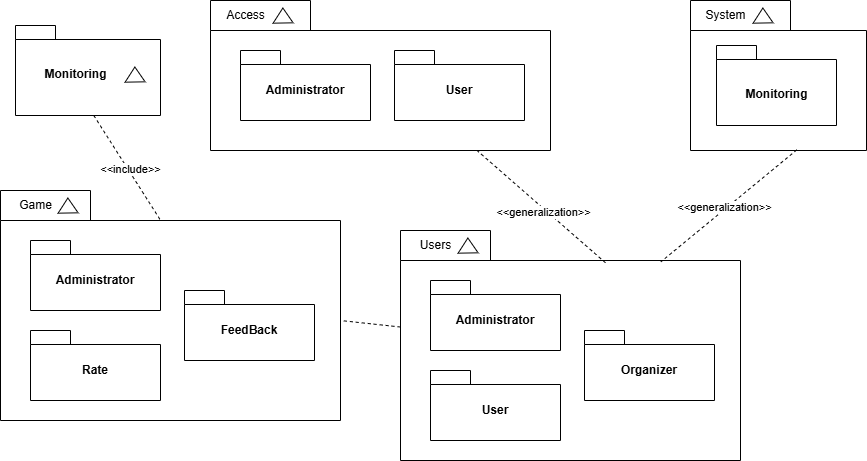 Access
System
Monitoring
Administrator
User
Monitoring
<<include>>
Game
<<generalization>>
<<generalization>>
Users
Administrator
FeedBack
Rate
Administrator
Organizer
User